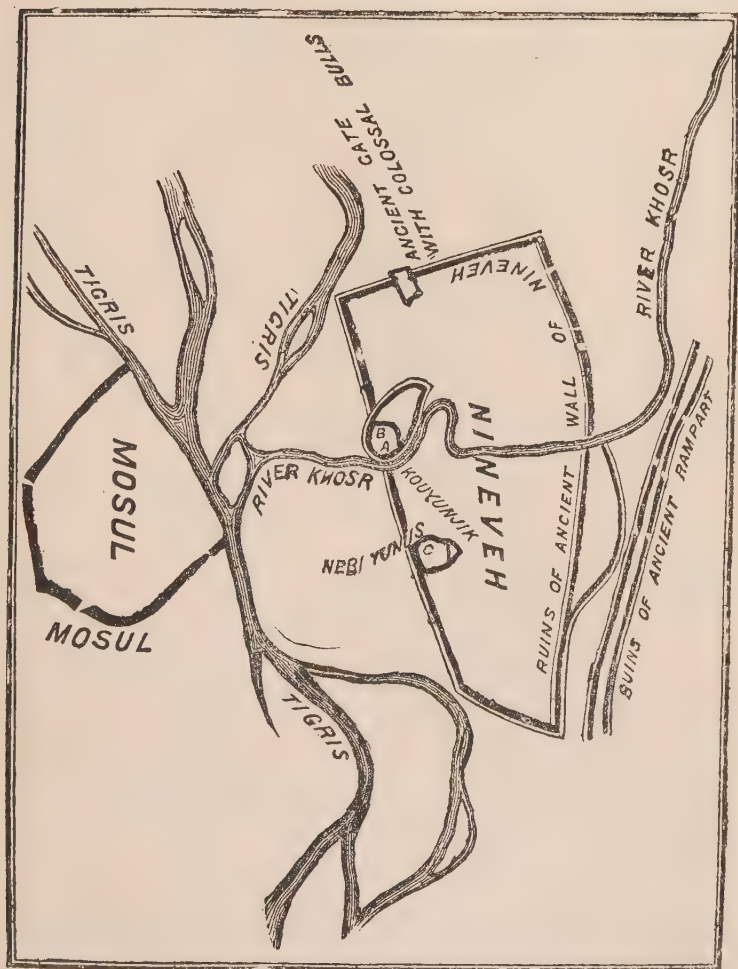 ANCIENT GATE BULLS
WITH COLOSSAL
RIVER KHOSR
TIGRIS
TIGRIS
NINEVEH
MOSUL
RIVER KHOSR
B
A
KOUYUNJIK
NINEVEH
RUINS OF ANCIENT WALL OF
NEBI YUNUS
C
RUINS OF ANCIENT RAMPART
MOSUL
TIGRIS